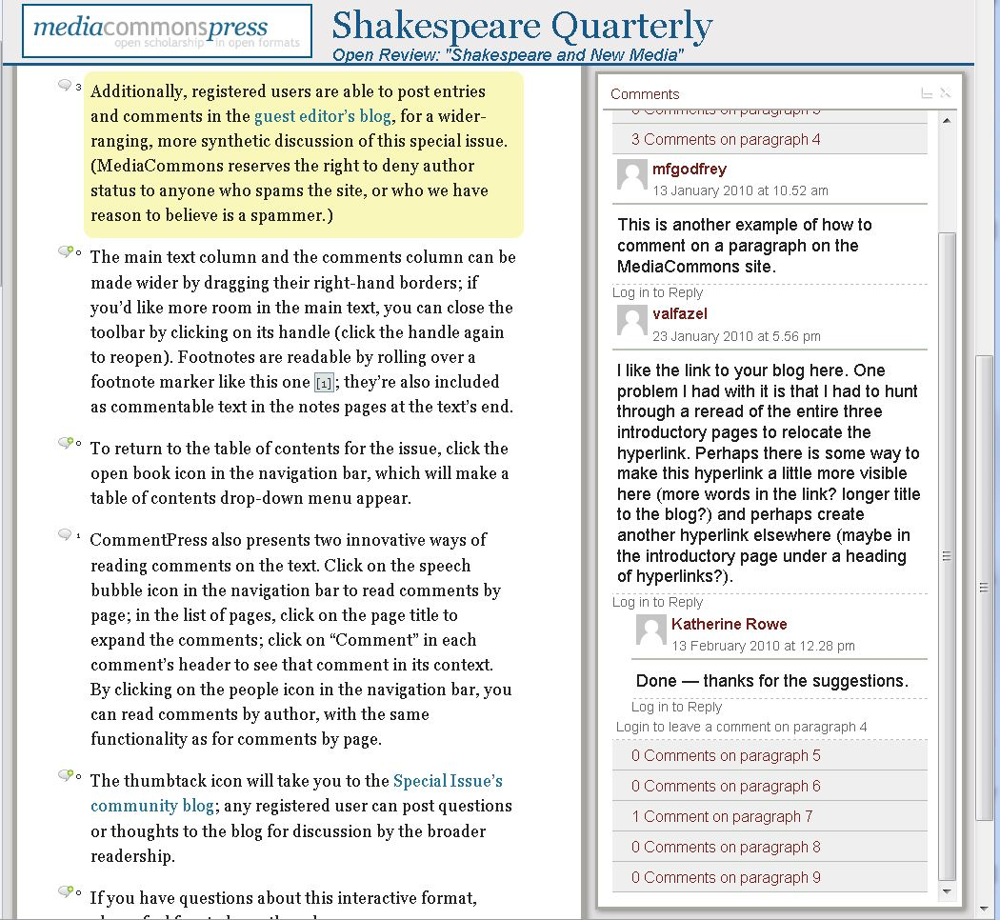 mediacommonspress
open scholarship in open formats
Shakespeare Quarterly
Open Review: "Shakespeare and New Media"
3
Additionally, registered users are able to post entries
and comments in the guest editor's blog, for a wider-
ranging, more synthetic discussion of this special issue.
(MediaCommons reserves the right to deny author
status to anyone who spams the site, or who we have
reason to believe is a spammer.)
0
The main text column and the comments column can be
made wider by dragging their right-hand borders; if
you'd like more room in the main text, you can close the
toolbar by clicking on its handle (click the handle again
to reopen). Footnotes are readable by rolling over a
footnote marker like this one [1]; they're also included
as commentable text in the notes pages at the text's end.
0
To return to the table of contents for the issue, click the
open book icon in the navigation bar, which will make a
table of contents drop-down menu appear.
1
CommentPress also presents two innovative ways of
reading comments on the text. Click on the speech
bubble icon in the navigation bar to read comments by
page; in the list of pages, click on the page title to
expand the comments; click on "Comment" in each
comment's header to see that comment in its context.
By clicking on the people icon in the navigation bar, you
can read comments by author, with the same
functionality as for comments by page.
0
The thumbtack icon will take you to the Special Issue's
community blog; any registered user can post questions
or thoughts to the blog for discussion by the broader
readership.
0
If you have questions about this interactive format,
Comments
0 Comments on paragraph 3
3 Comments on paragraph 4
mfgodfrey
13 January 2010 at 10.52 am
This is another example of how to
comment on a paragraph on the
MediaCommons site.
Log in to Reply
valfazel
23 January 2010 at 5.56 pm
I like the link to your blog here. One
problem I had with it is that I had to hunt
through a reread of the entire three
introductory pages to relocate the
hyperlink. Perhaps there is some way to
make this hyperlink a little more visible
here (more words in the link? longer title
to the blog?) and perhaps create
another hyperlink elsewhere (maybe in
the introductory page under a heading
of hyperlinks?).
Log in to Reply
Katherine Rowe
13 February 2010 at 12.28 pm
Done — thanks for the suggestions.
Log in to Reply
Login to leave a comment on paragraph 4
0 Comments on paragraph 5
0 Comments on paragraph 6
1 Comment on paragraph 7
0 Comments on paragraph 8
0 Comments on paragraph 9